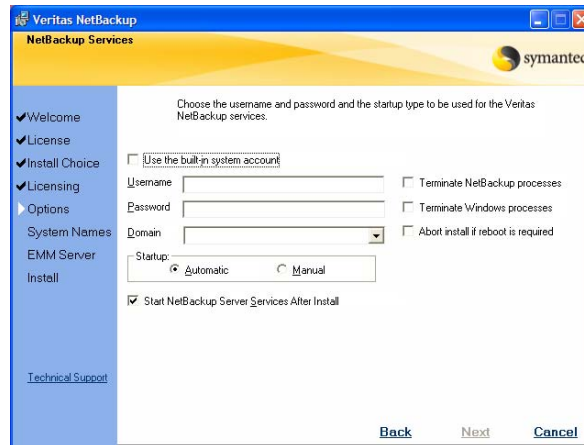 Veritas NetBackup
NetBackup Services
symantec
Choose the username and password and the startup type to be used for the Veritas
NetBackup services.
Welcome
License
Install Choice
Licensing
Options
System Names
EMM Server
Install
Technical Support
Use the built-in system account
Username
Terminate NetBackup processes
Password
Terminate Windows processes
Domain
Abort install if reboot is required
Startup:
Automatic Manual
Start NetBackup Server Services After Install
Back Next Cancel